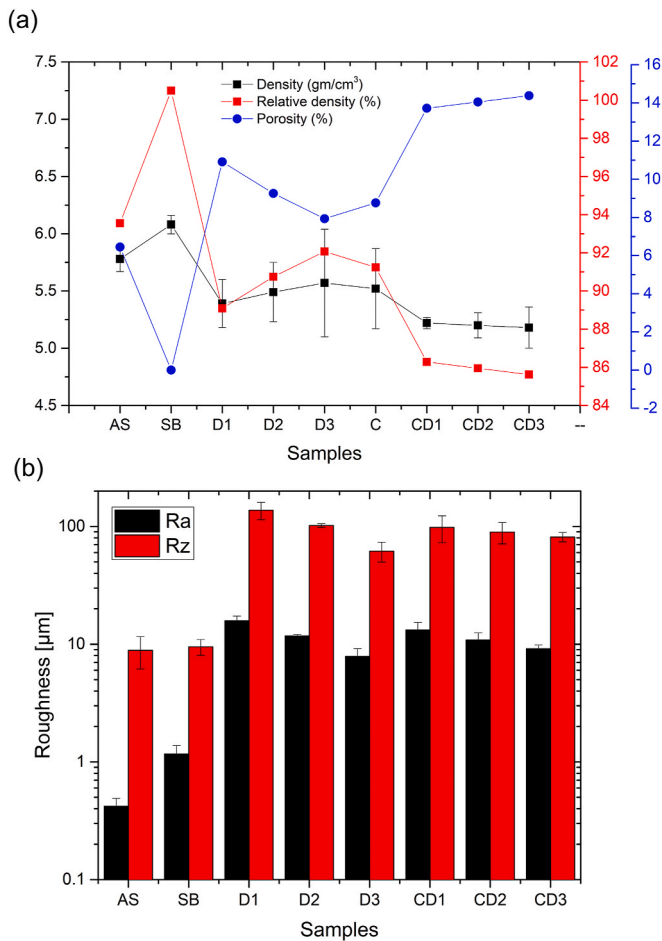 (a)
7.5
7.0
6.5
6.0
5.5
5.0
4.5
Density (gm/cm³)
Relative density (%)
Porosity (%)
102
100
98
96
94
92
90
88
86
84
16
14
12
10
8
6
4
2
0
-2
AS SB D1 D2 D3 C CD1 CD2 CD3 --
Samples
(b)
Roughness [µm]
100
10
1
0.1
Ra
Rz
AS SB D1 D2 D3 CD1 CD2 CD3
Samples